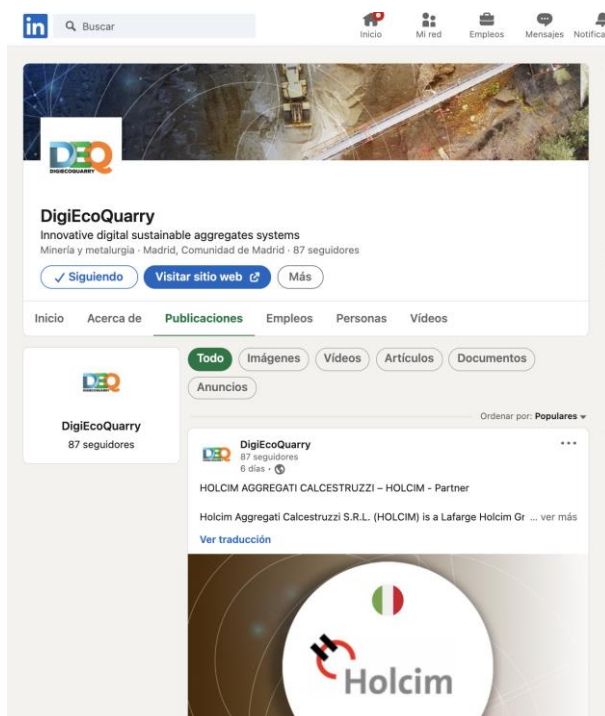 in
Buscar
Inicio
Mi red
Empleos
Mensajes
DEQ
DIGIECOQUARRY
DigiEcoQuarry
Innovative digital sustainable aggregates systems
Minería y metalurgia · Madrid, Comunidad de Madrid · 87 seguidores
✓ Siguiendo
Visitar sitio web
Más
Inicio
Acerca de
Publicaciones
Empleos
Personas
Vídeos
Todo
Imágenes
Vídeos
Artículos
Documentos
Anuncios
DEQ
DigiEcoQuarry
87 seguidores
Ordenar por: Populares
DEQ
DigiEcoQuarry
87 seguidores
6 días ·
HOLCIM AGGREGATI CALCESTRUZZI – HOLCIM - Partner
Holcim Aggregati Calcestruzzi S.R.L. (HOLCIM) is a Lafarge Holcim Gr ... ver más
Ver traducción
Holcim